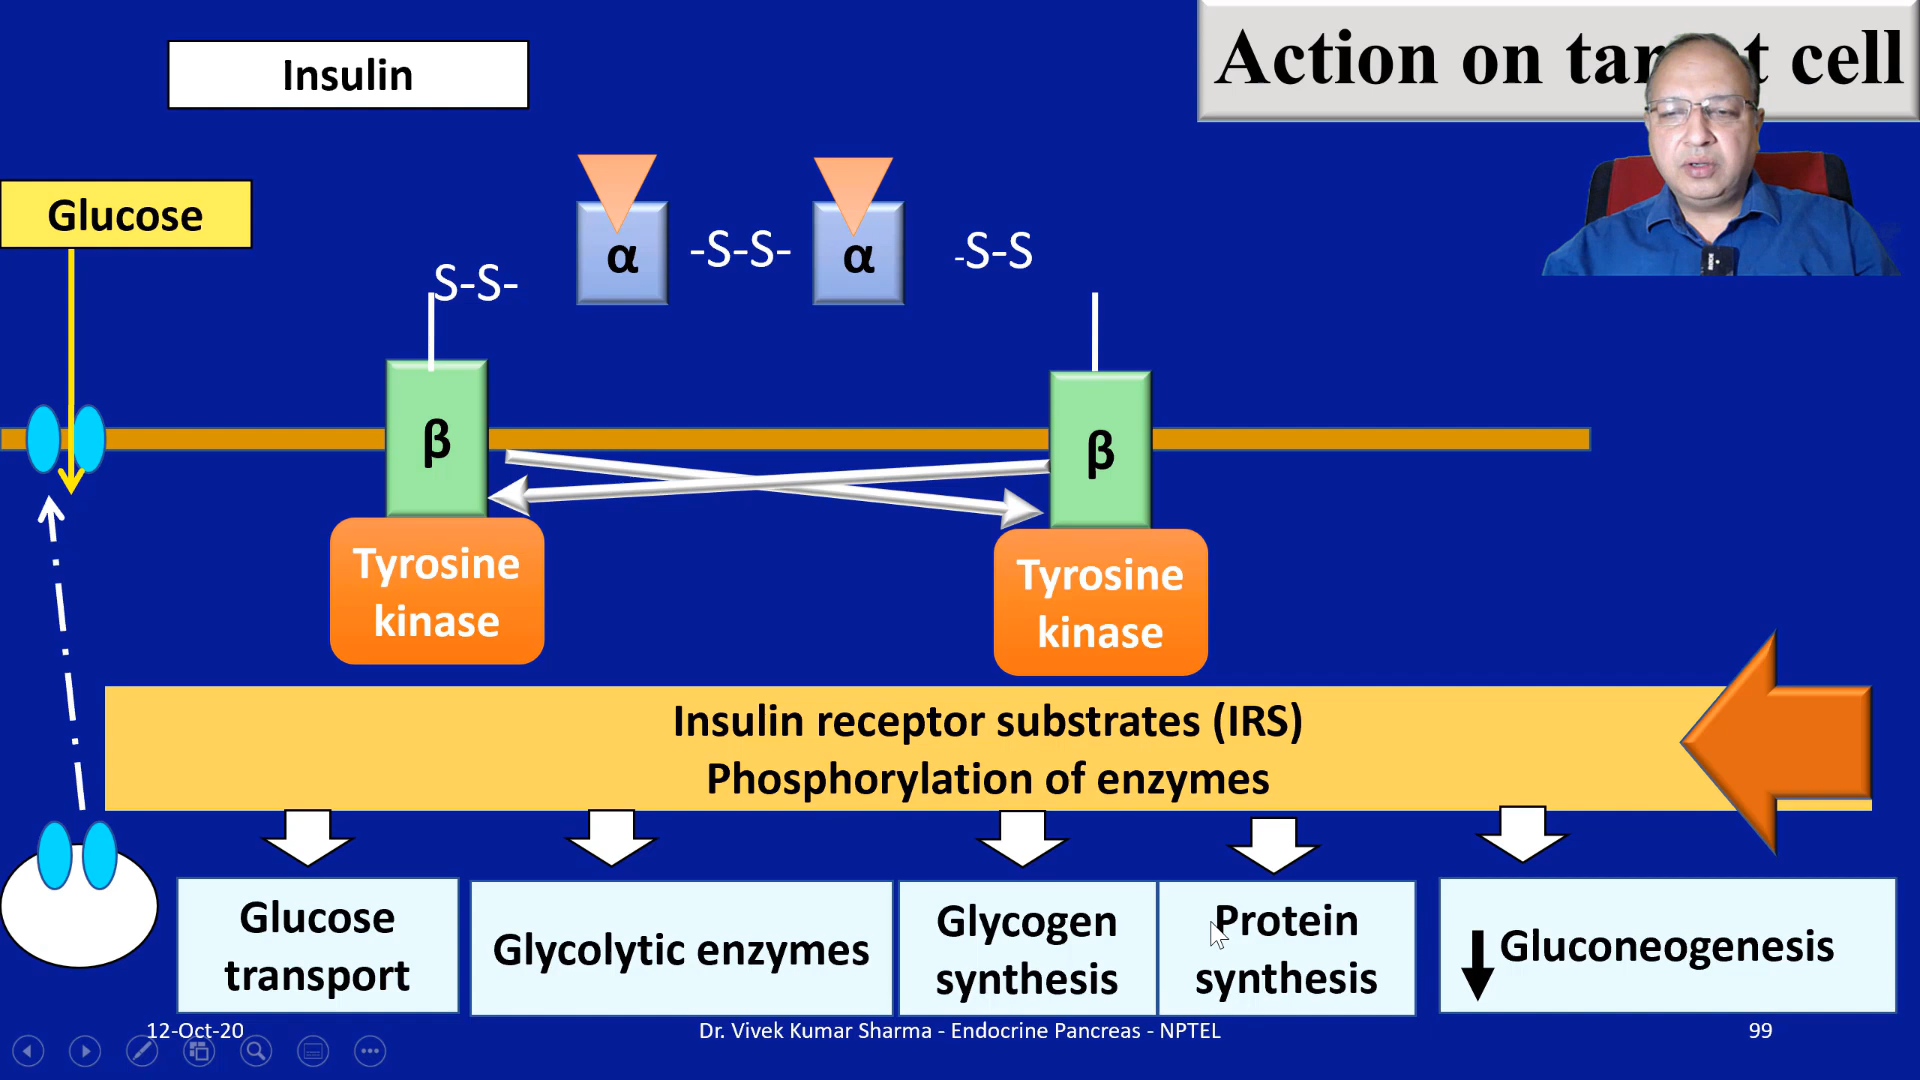 Insulin
Action on tar t cell
Glucose
α
-S-S-
α
-S-S
S-S-
β
β
Tyrosine
kinase
Tyrosine
kinase
Insulin receptor substrates (IRS)
Phosphorylation of enzymes
Glucose
transport
Glycolytic enzymes
Glycogen
synthesis
Protein
synthesis
Gluconeogenesis
12-Oct-20
Dr. Vivek Kumar Sharma - Endocrine Pancreas - NPTEL
99